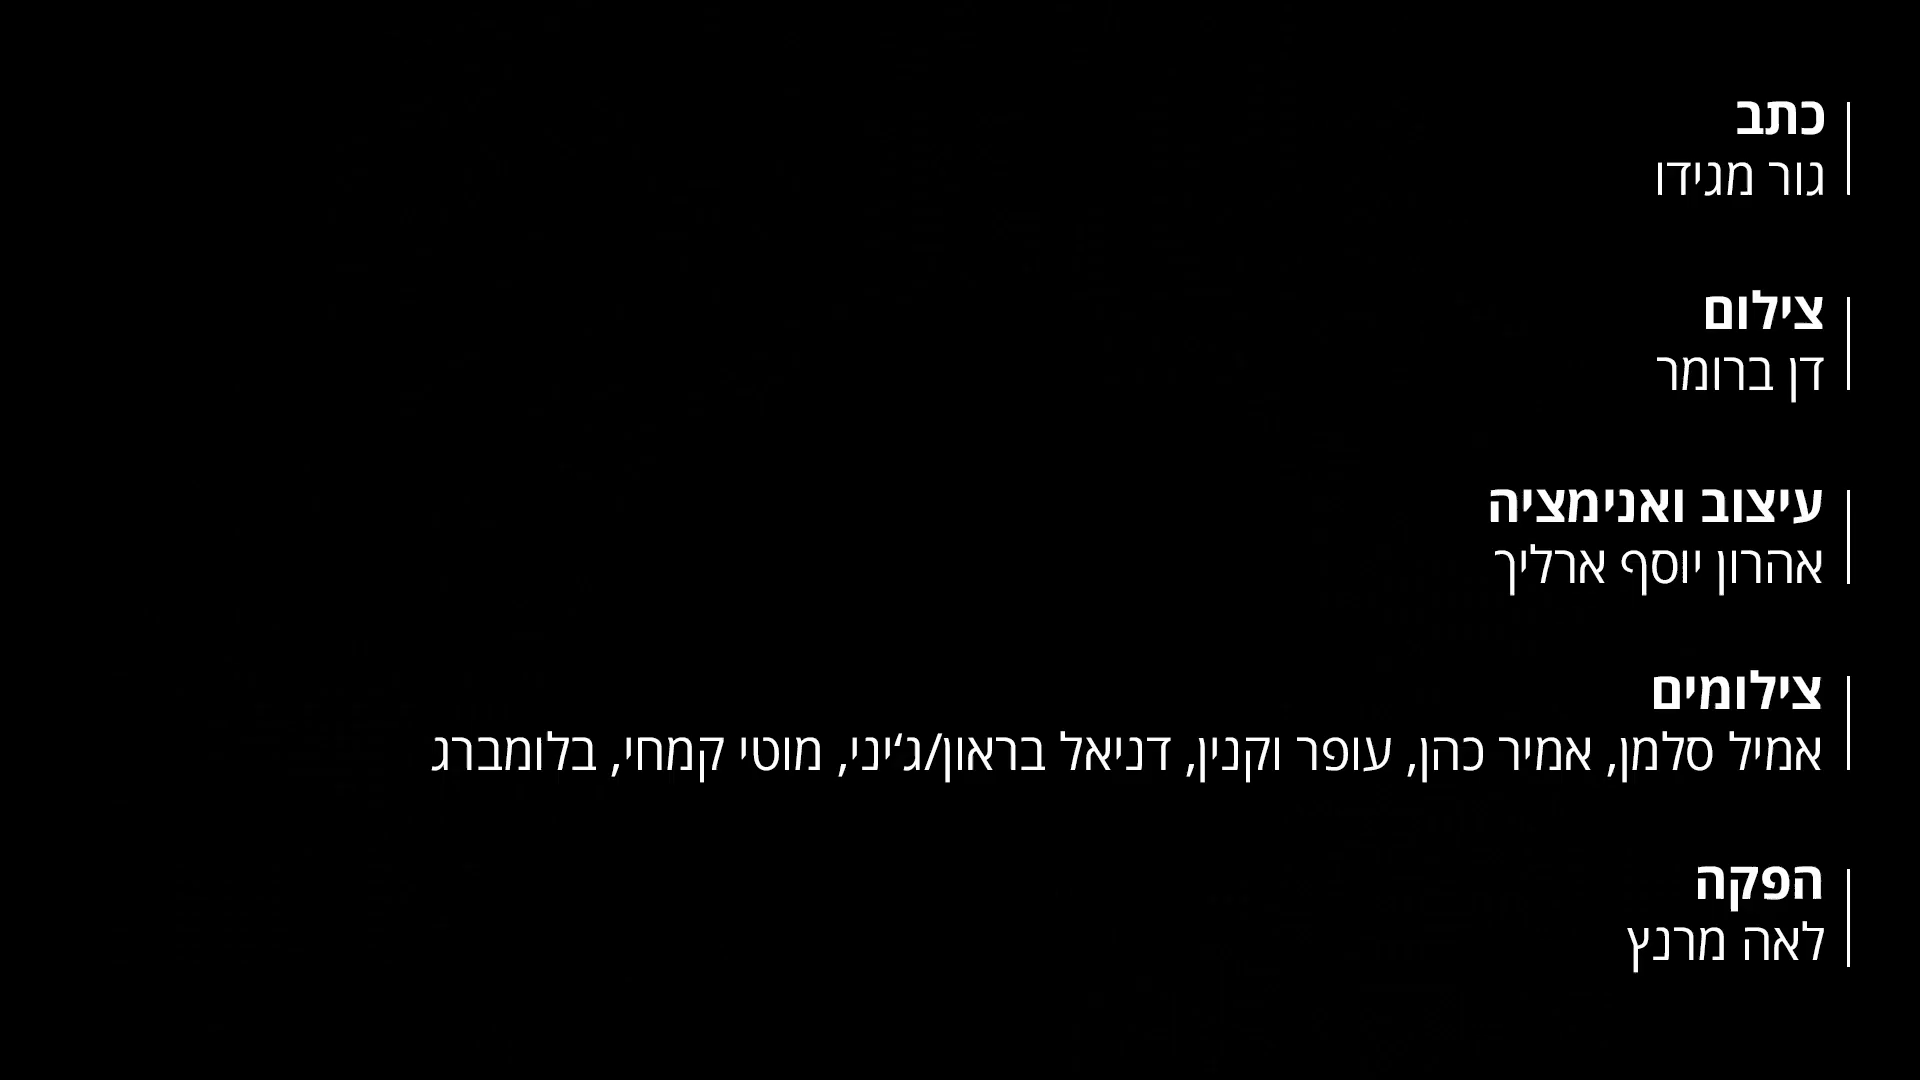 כתב
גור מגידו
צילום
דן ברומר
עיצוב ואנימציה
אהרון יוסף ארליך
צילומים
אמיל סלמן, אמיר כהן, עופר וקנין, דניאל בראון/ג‘יני, מוטי קמחי, בלומברג
הפקה
לאה מרנץ